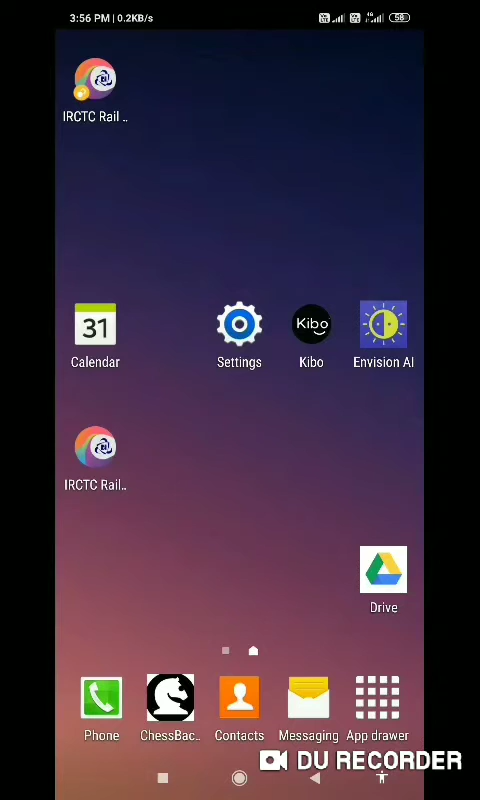 3:56 PM | 0.2KB/s
4G
58
IRCTC Rail ..
31
Kibo
Calendar
Settings
Kibo
Envision AI
IRCTC Rail..
Drive
Phone
ChessBac..
Contacts
Messaging
App drawer
DU RECORDER